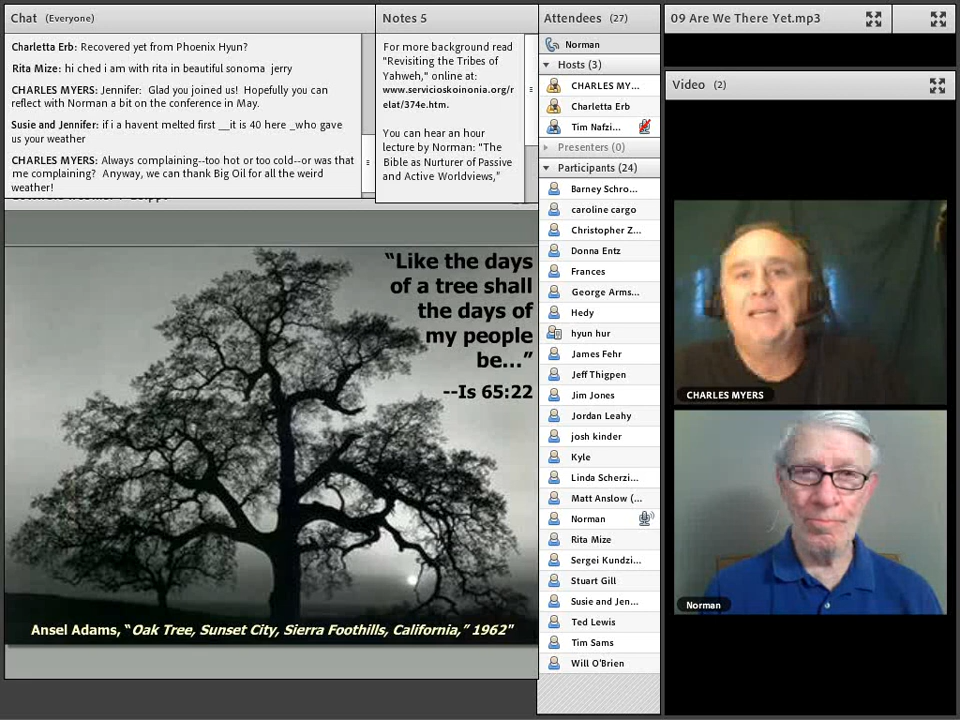 Chat (Everyone)
Charletta Erb: Recovered yet from Phoenix Hyun?
Rita Mize: hi ched i am with rita in beautiful sonoma jerry
CHARLES MYERS: Jennifer: Glad you joined us! Hopefully you can
reflect with Norman a bit on the conference in May.
Susie and Jennifer: if i a havent melted first __it is 40 here _who gave
us your weather
CHARLES MYERS: Always complaining--too hot or too cold--or was that
me complaining? Anyway, we can thank Big Oil for all the weird
weather!
Notes 5
For more background read
"Revisiting the Tribes of
Yahweh," online at:
www.servicioskoinonia.org/r
elat/374e.htm.
You can hear an hour
lecture by Norman: "The
Bible as Nurturer of Passive
and Active Worldviews,"
“Like the days
of a tree shall
the days of
my people
be...”
--Is 65:22
Ansel Adams, “Oak Tree, Sunset City, Sierra Foothills, California,” 1962"
Attendees (27)
Norman
Hosts (3)
CHARLES MY...
Charletta Erb
Tim Nafzi...
Presenters (0)
Participants (24)
Barney Schro...
caroline cargo
Christopher Z...
Donna Entz
Frances
George Arms...
Hedy
hyun hur
James Fehr
Jeff Thigpen
Jim Jones
Jordan Leahy
josh kinder
Kyle
Linda Scherzi...
Matt Anslow (...
Norman
Rita Mize
Sergei Kundzi...
Stuart Gill
Susie and Jen...
Ted Lewis
Tim Sams
Will O'Brien
09 Are We There Yet.mp3
Video (2)
CHARLES MYERS
Norman